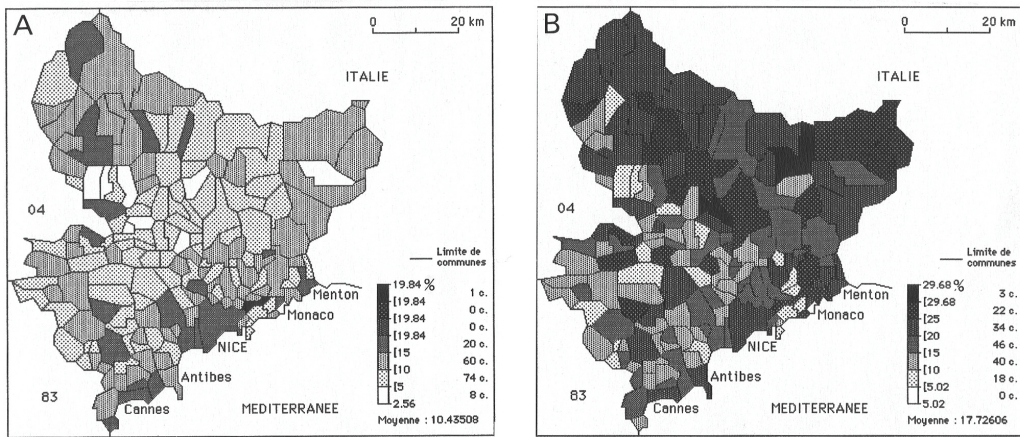 A
0 20 km
ITALIE
04
Limite de
communes
19.84 %
[19.84 1 c.
[19.84 0 c.
[19.84 0 c.
[15 20 c.
[10 60 c.
[5 74 c.
2.56 8 c.
Menton
Monaco
NICE
Antibes
83
Cannes
MEDITERRANEE
Moyenne : 10.43508
B
0 20 km
ITALIE
04
Limite de
communes
29.68 %
[29.68 3 c.
[25 22 c.
[20 34 c.
[15 46 c.
[10 40 c.
[5.02 18 c.
5.02 0 c.
Menton
Monaco
NICE
Antibes
83
Cannes
MEDITERRANEE
Moyenne : 17.72606